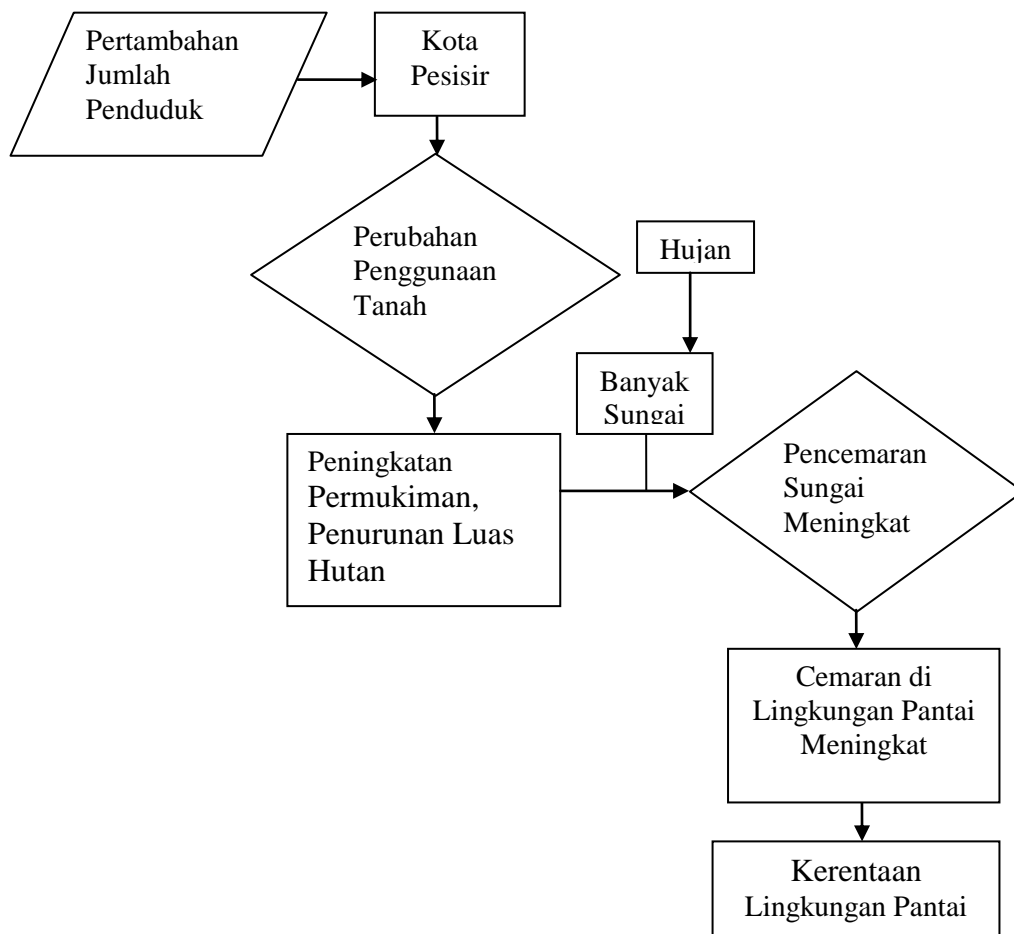 Pertambahan
Jumlah
Penduduk
Kota
Pesisir
Perubahan
Penggunaan
Tanah
Hujan
Banyak
Sungai
Peningkatan
Permukiman,
Penurunan Luas
Hutan
Pencemaran
Sungai
Meningkat
Cemaran di
Lingkungan Pantai
Meningkat
Kerentaan
Lingkungan Pantai